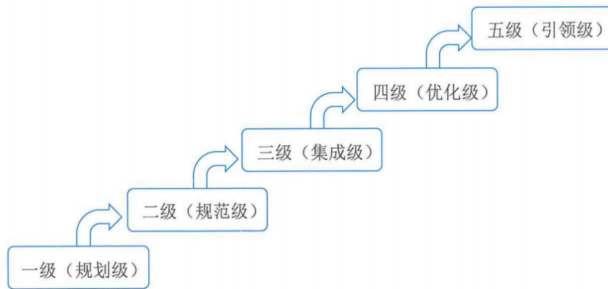 五级（引领级）
四级（优化级）
三级（集成级）
二级（规范级）
一级（规划级）